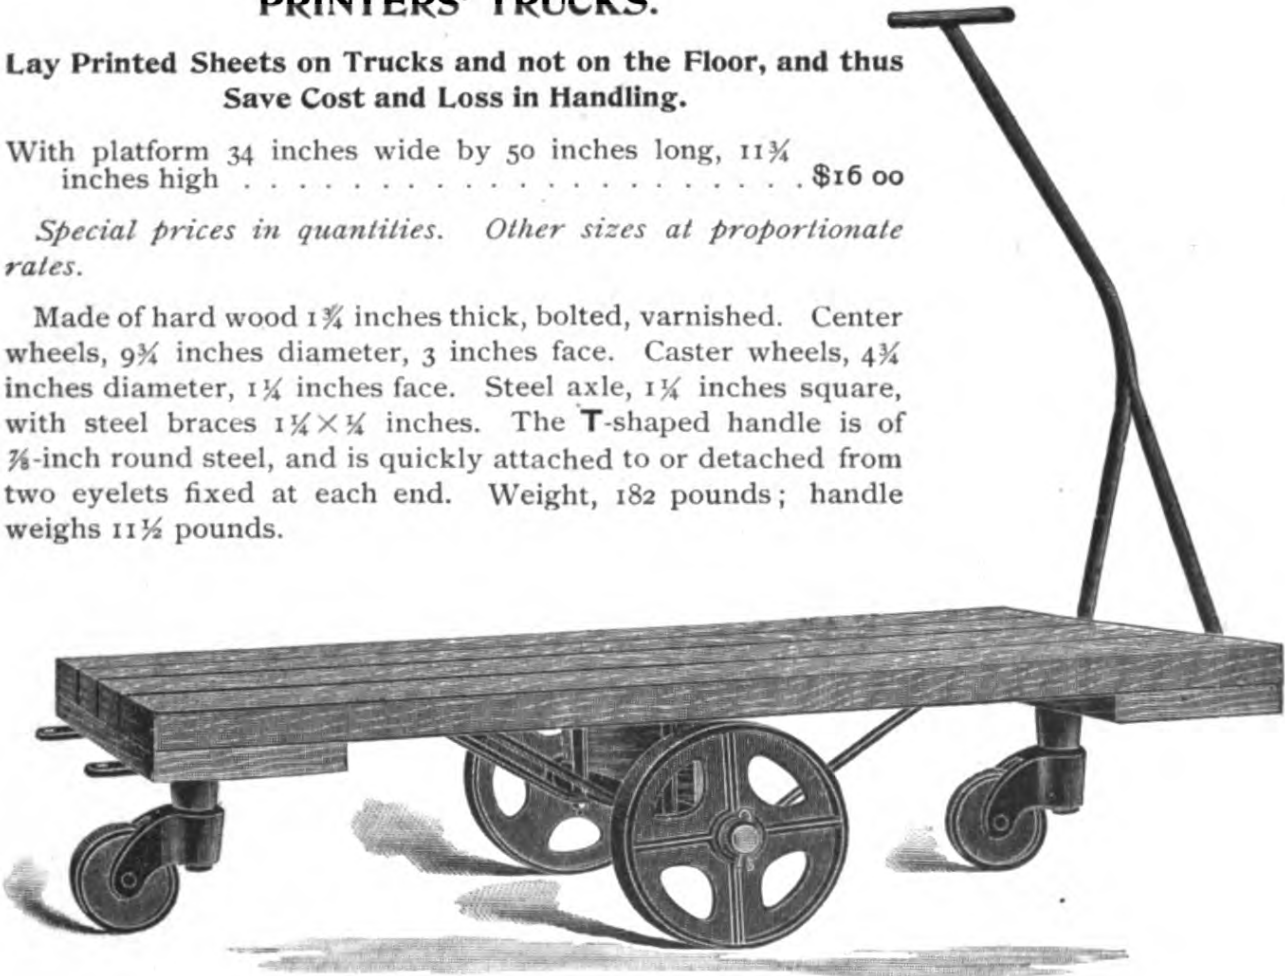 PRINTERS' TRUCKS.
Lay Printed Sheets on Trucks and not on the Floor, and thus
Save Cost and Loss in Handling.
With platform 34 inches wide by 50 inches long, 11¾
inches high . . . . . . . . . . . . . . . . . . . . . $16 00
Special prices in quantities. Other sizes at proportionate
rates.
Made of hard wood 1¾ inches thick, bolted, varnished. Center
wheels, 9¾ inches diameter, 3 inches face. Caster wheels, 4¾
inches diameter, 1¼ inches face. Steel axle, 1¼ inches square,
with steel braces 1¼×¼ inches. The T-shaped handle is of
⅞-inch round steel, and is quickly attached to or detached from
two eyelets fixed at each end. Weight, 182 pounds; handle
weighs 11½ pounds.